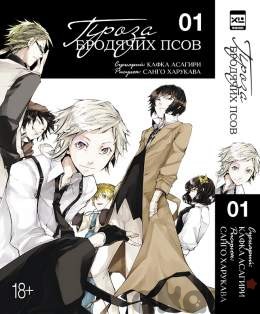 01
Проза
БРОДЯЧИХ ПСОВ
Сценарий: КАФКА АСАГИРИ
Рисунок: САНГО ХАРУКАВА
18+
XL
Проза
БРОДЯЧИХ ПСОВ
01
Сценарий:
КАФКА АСАГИРИ
Рисунок:
САНГО ХАРУКАВА